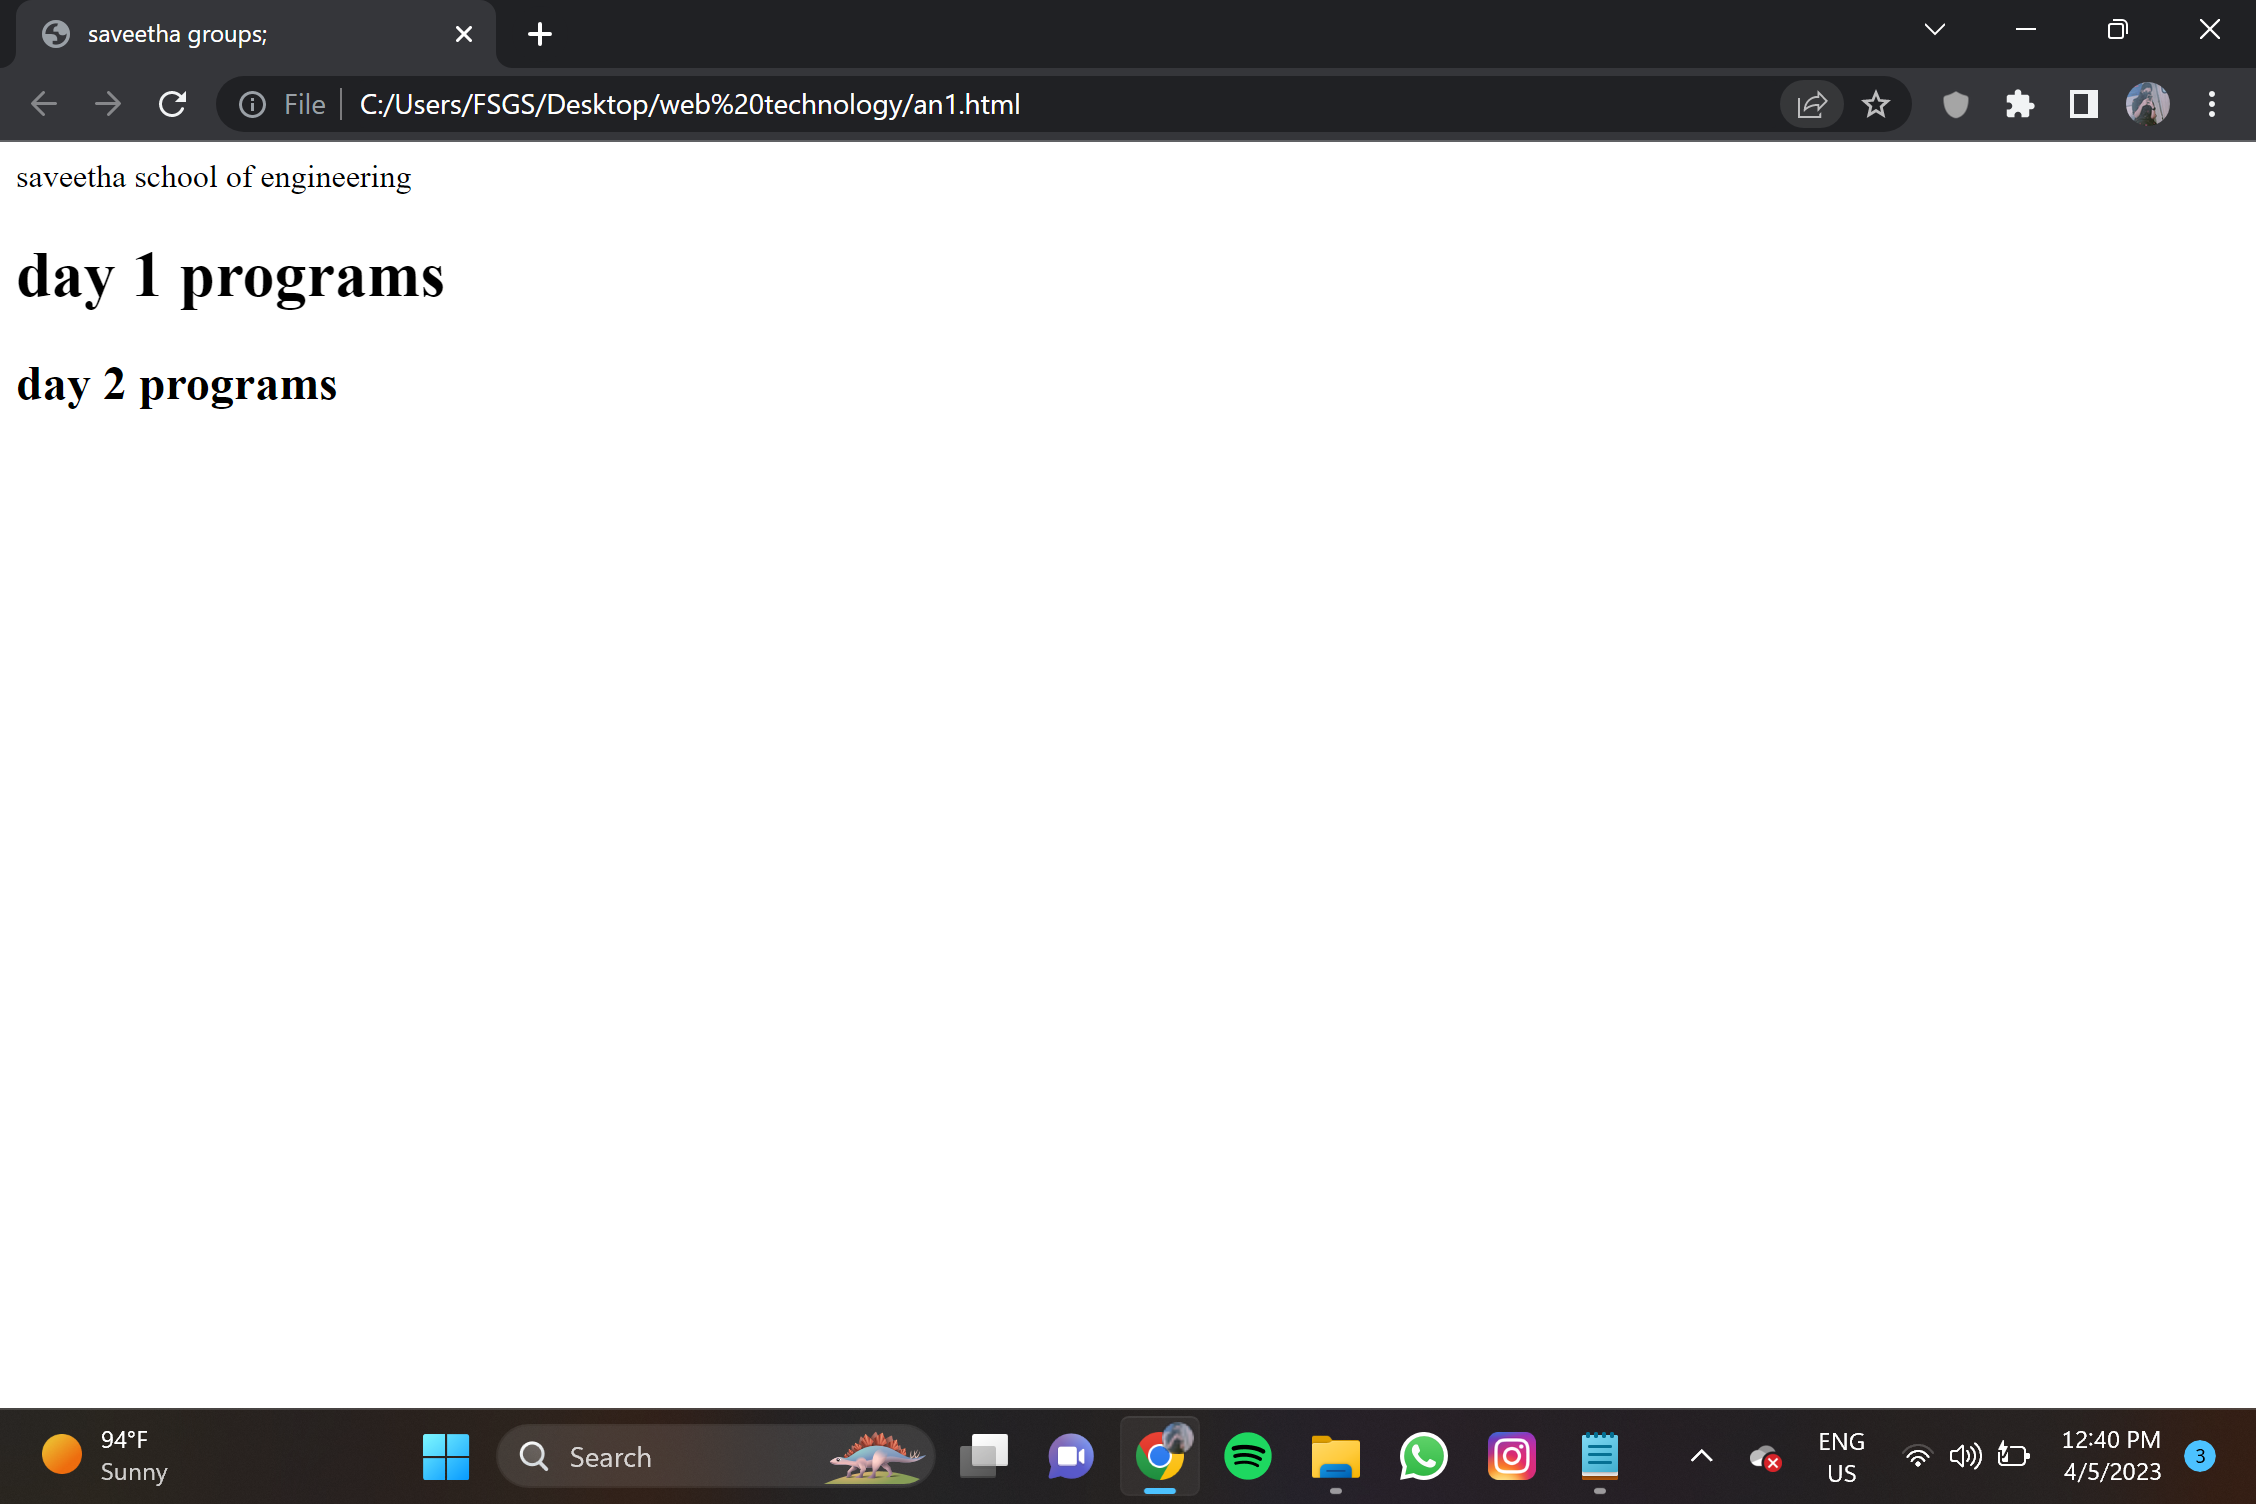 saveetha groups;
File
C:/Users/FSGS/Desktop/web%20technology/an1.html
saveetha school of engineering
day 1 programs
day 2 programs
94°F
Sunny
Search
ENG
US
12:40 PM
4/5/2023
3